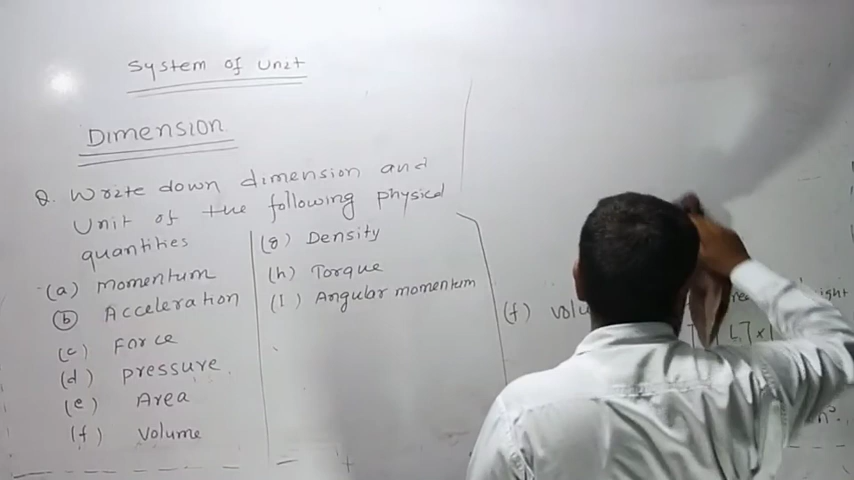 System of Unit
Dimension
Q. Write down dimension and
Unit of the following physical
quantities
(a) Momentum
(b) Acceleration
(c) Force
(d) pressure
(e) Area
(f) Volume
(g) Density
(h) Torque
(I) Angular momentum
(f)